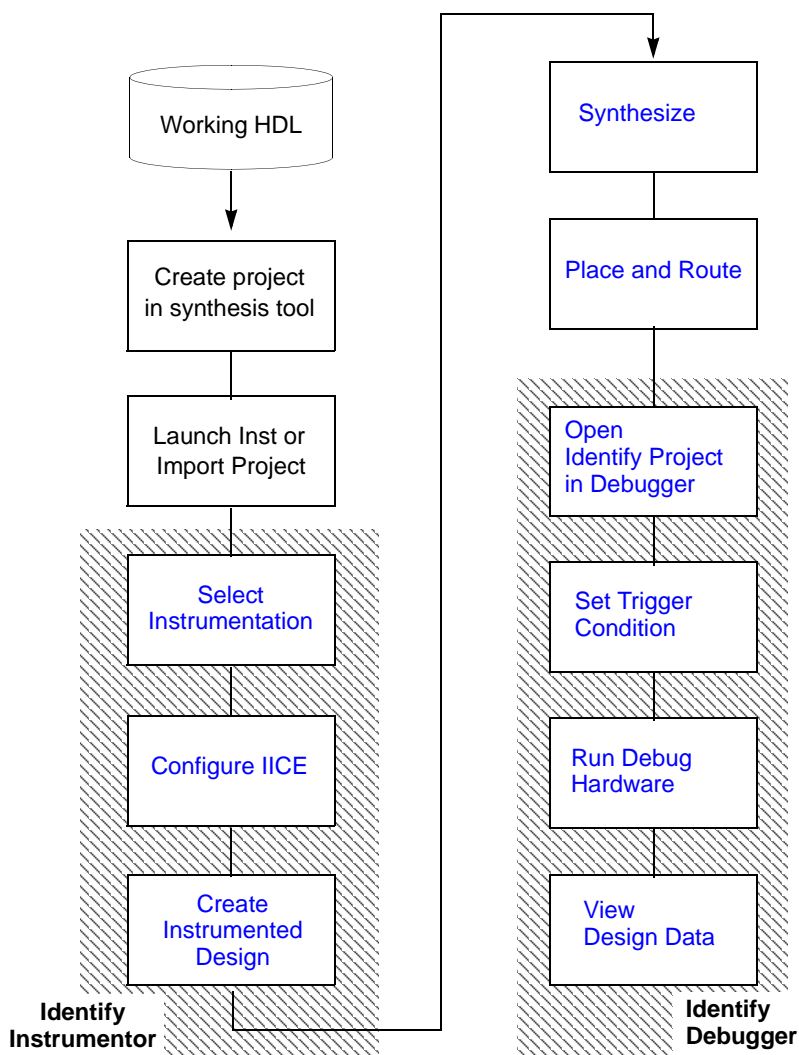 Working HDL
Create project
in synthesis tool
Launch Inst or
Import Project
Select
Instrumentation
Configure IICE
Create
Instrumented
Design
Identify
Instrumentor
Synthesize
Place and Route
Open
Identify Project
in Debugger
Set Trigger
Condition
Run Debug
Hardware
View
Design Data
Identify
Debugger